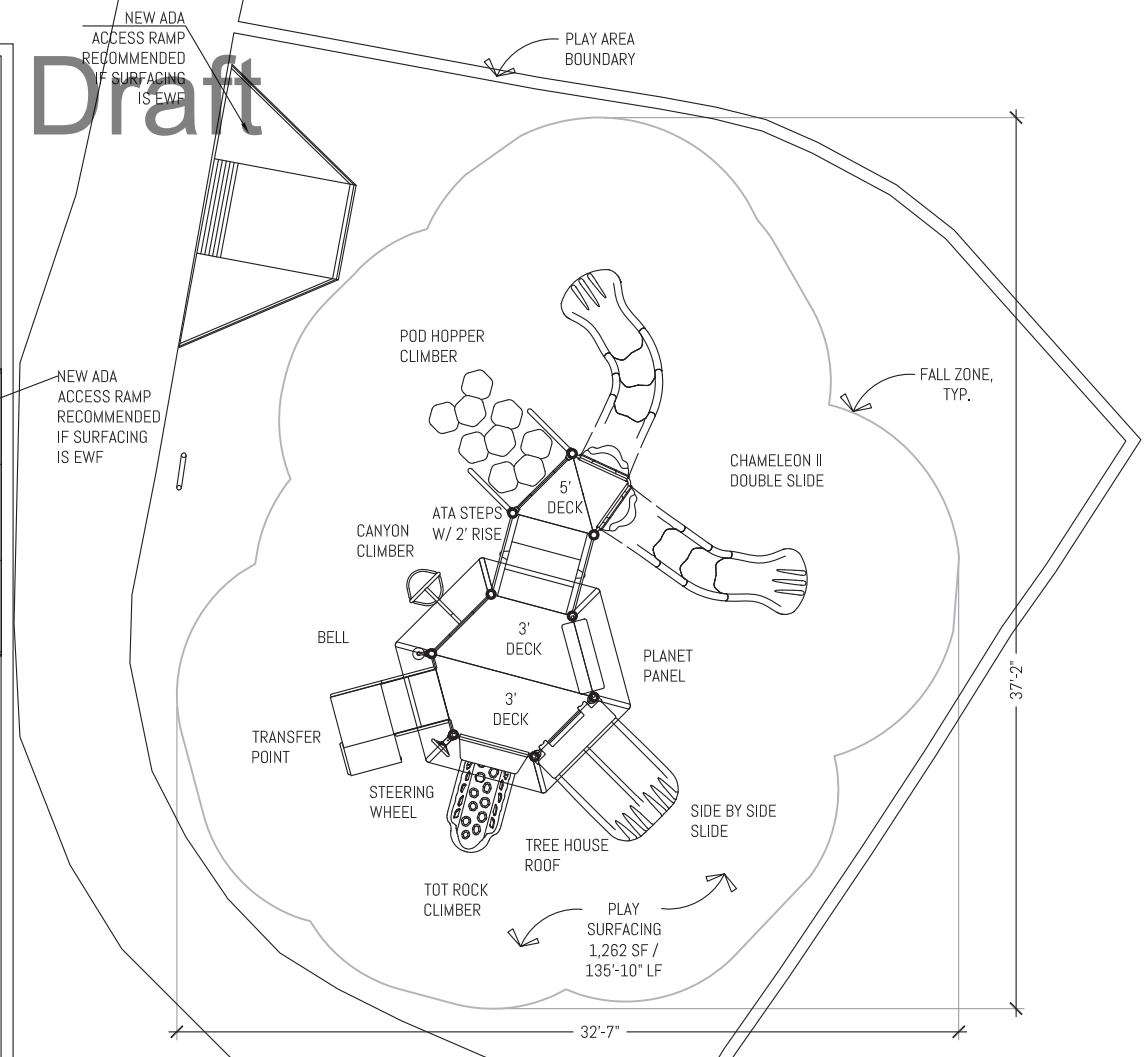 NEW ADA
ACCESS RAMP
RECOMMENDED
IF SURFACING
IS EWF
Draft
PLAY AREA
BOUNDARY
POD HOPPER
CLIMBER
NEW ADA
ACCESS RAMP
RECOMMENDED
IF SURFACING
IS EWF
FALL ZONE,
TYP.
CHAMELEON II
DOUBLE SLIDE
5'
DECK
ATA STEPS
W/ 2' RISE
CANYON
CLIMBER
BELL
3'
DECK
PLANET
PANEL
37'-2"
3'
DECK
TRANSFER
POINT
STEERING
WHEEL
SIDE BY SIDE
SLIDE
TREE HOUSE
ROOF
TOT ROCK
CLIMBER
PLAY
SURFACING
1,262 SF /
135'-10" LF
32'-7"